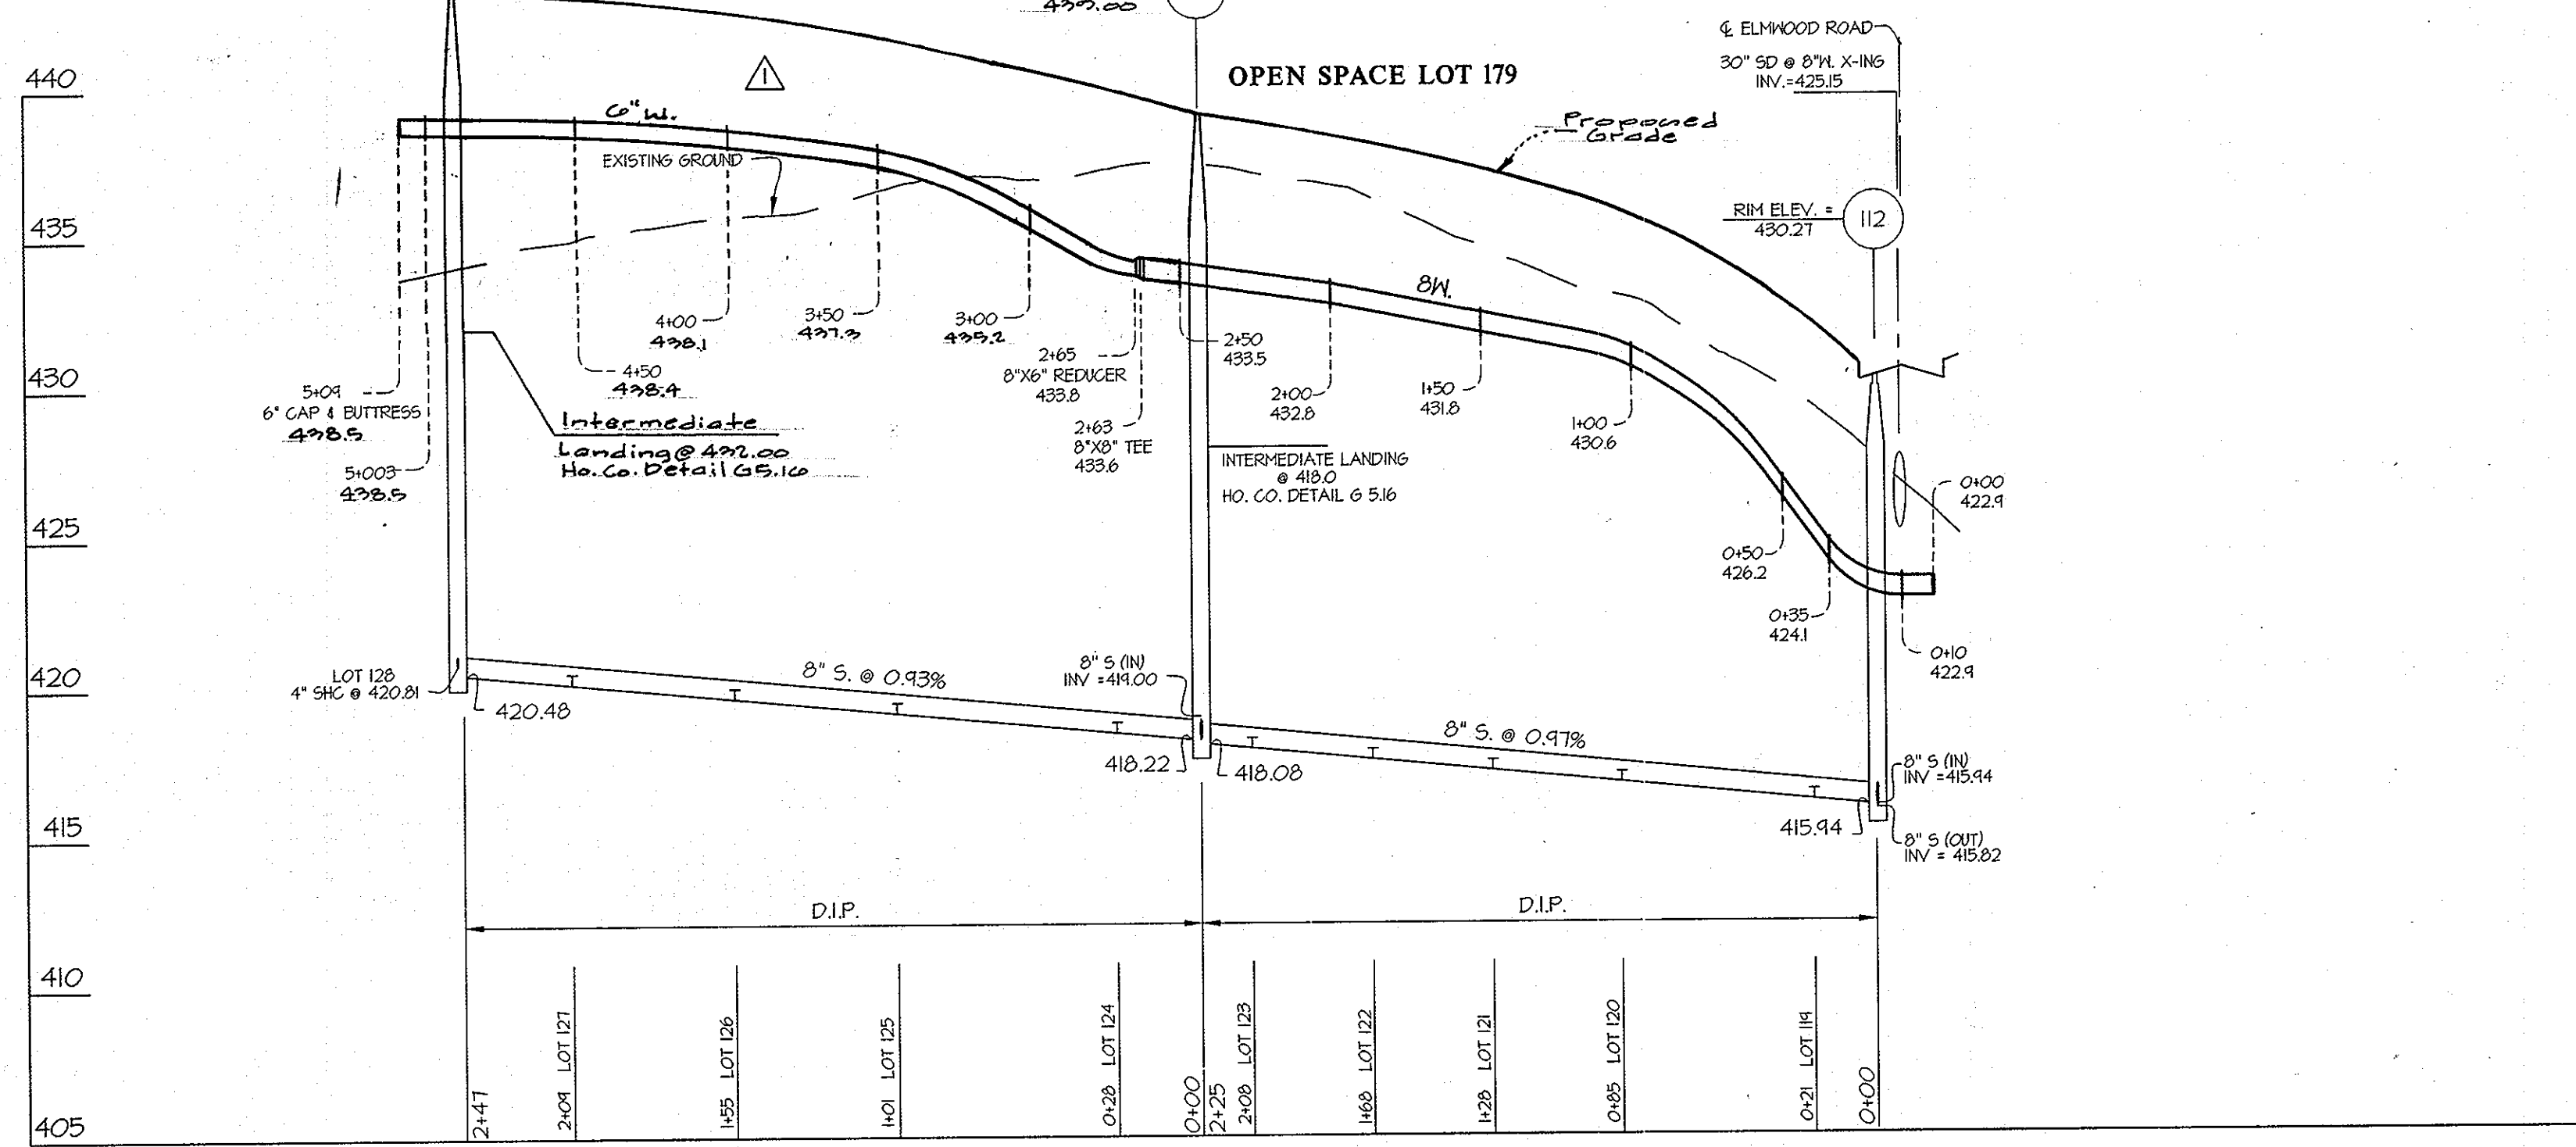 439.00
℄ ELMWOOD ROAD
30" SD @ 8"W. X-ING
INV.=425.15
OPEN SPACE LOT 179
440
1
6" W.
EXISTING GROUND
Proposed
Grade
435
RIM ELEV. =
430.27
112
8W.
4+00
438.1
3+50
437.3
3+00
435.2
2+65
8"X6" REDUCER
433.8
2+50
433.5
430
5+09
6" CAP & BUTTRESS
438.5
4+50
438.4
2+00
432.8
1+50
431.8
1+00
430.6
Intermediate
Landing @ 432.00
Ho. Co. Detail G5.16
2+63
8"X8" TEE
433.6
INTERMEDIATE LANDING
@ 418.0
HO. CO. DETAIL G 5.16
5+003
438.5
0+00
422.9
425
0+50
426.2
0+35
424.1
0+10
422.9
420
LOT 128
4" SHC @ 420.81
420.48
8" S. @ 0.93%
8" S (IN)
INV =419.00
8" S. @ 0.97%
418.22
418.08
8" S (IN)
INV =415.94
415
415.94
8" S (OUT)
INV = 415.82
D.I.P.
D.I.P.
410
405
2+47
2+09 LOT 127
1+55 LOT 126
1+01 LOT 125
0+28 LOT 124
0+00
2+25
2+08 LOT 123
1+68 LOT 122
1+28 LOT 121
0+85 LOT 120
0+21 LOT 119
0+00